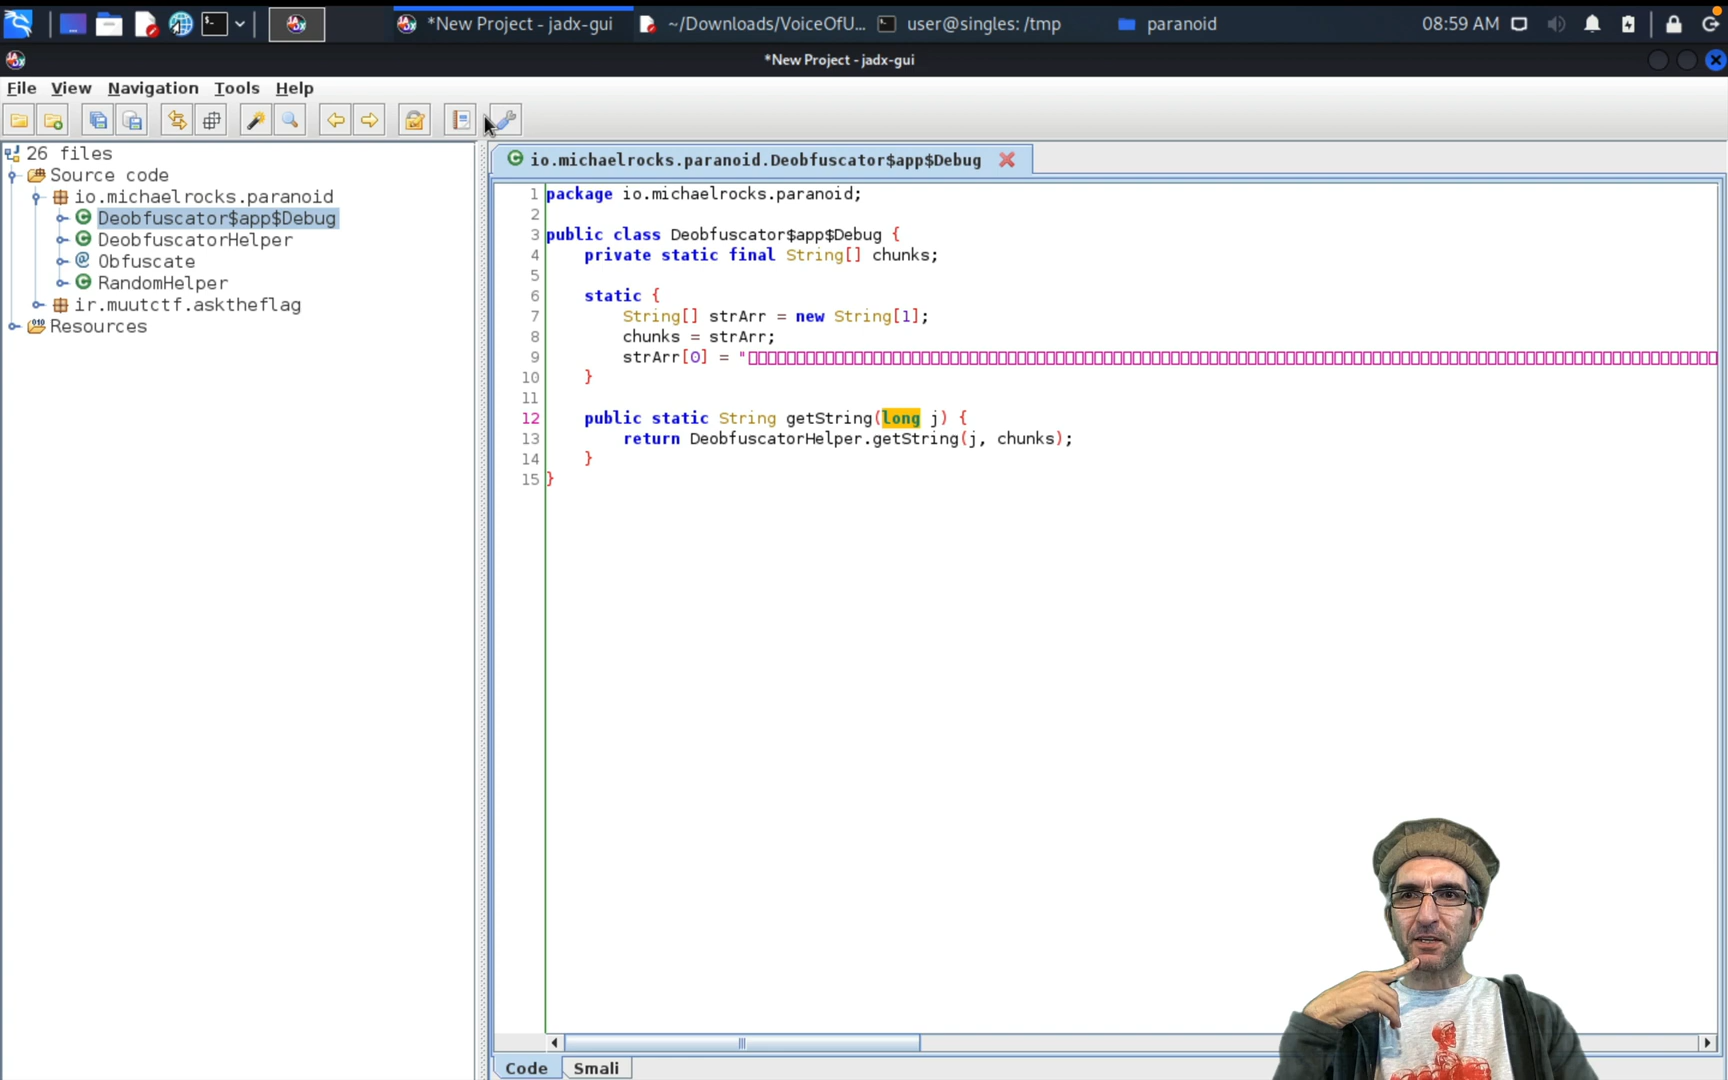 *New Project - jadx-gui
~/Downloads/VoiceOfU...
user@singles: /tmp
paranoid
08:59 AM
*New Project - jadx-gui
File View Navigation Tools Help
26 files
Source code
io.michaelrocks.paranoid
Deobfuscator$app$Debug
DeobfuscatorHelper
Obfuscate
RandomHelper
ir.muutctf.asktheflag
Resources
io.michaelrocks.paranoid.Deobfuscator$app$Debug
1 package io.michaelrocks.paranoid;
2
3 public class Deobfuscator$app$Debug {
4 private static final String[] chunks;
5
6 static {
7 String[] strArr = new String[1];
8 chunks = strArr;
9 strArr[0] = "
10 }
11
12 public static String getString(long j) {
13 return DeobfuscatorHelper.getString(j, chunks);
14 }
15 }
Code Smali